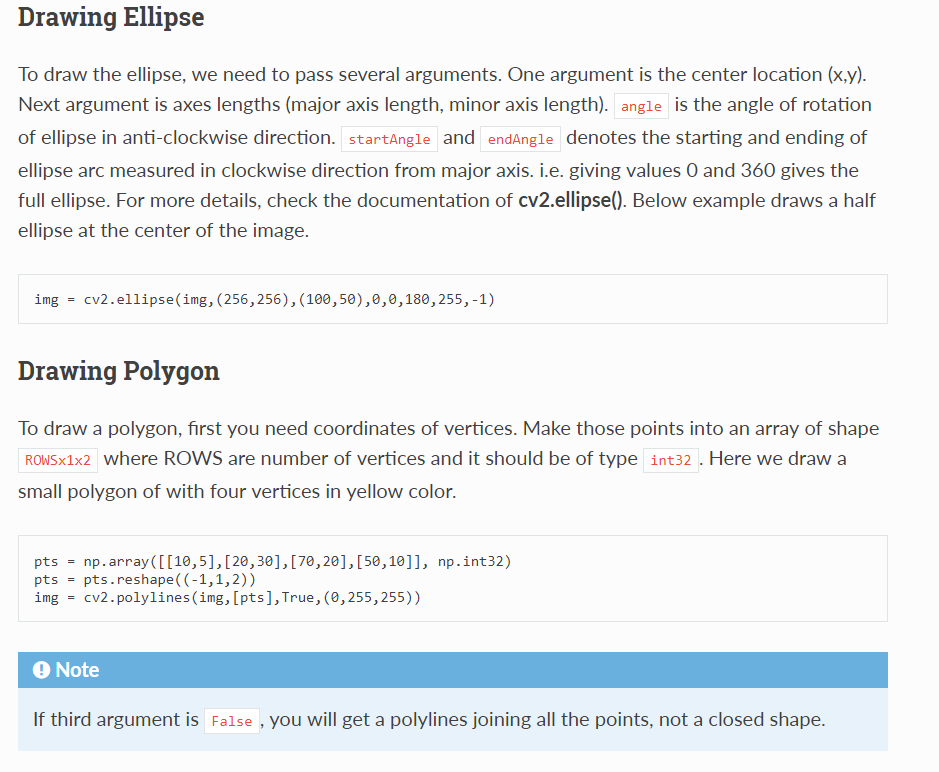 Drawing Ellipse
To draw the ellipse, we need to pass several arguments. One argument is the center location (x,y).
Next argument is axes lengths (major axis length, minor axis length). angle is the angle of rotation
of ellipse in anti-clockwise direction. startAngle and endAngle denotes the starting and ending of
ellipse arc measured in clockwise direction from major axis. i.e. giving values 0 and 360 gives the
full ellipse. For more details, check the documentation of cv2.ellipse(). Below example draws a half
ellipse at the center of the image.
img = cv2.ellipse(img,(256,256),(100,50),0,0,180,255,-1)
Drawing Polygon
To draw a polygon, first you need coordinates of vertices. Make those points into an array of shape
ROWSx1x2 where ROWS are number of vertices and it should be of type int32. Here we draw a
small polygon of with four vertices in yellow color.
pts = np.array([[10,5],[20,30],[70,20],[50,10]], np.int32)
pts = pts.reshape((-1,1,2))
img = cv2.polylines(img,[pts],True,(0,255,255))
Note
If third argument is False, you will get a polylines joining all the points, not a closed shape.